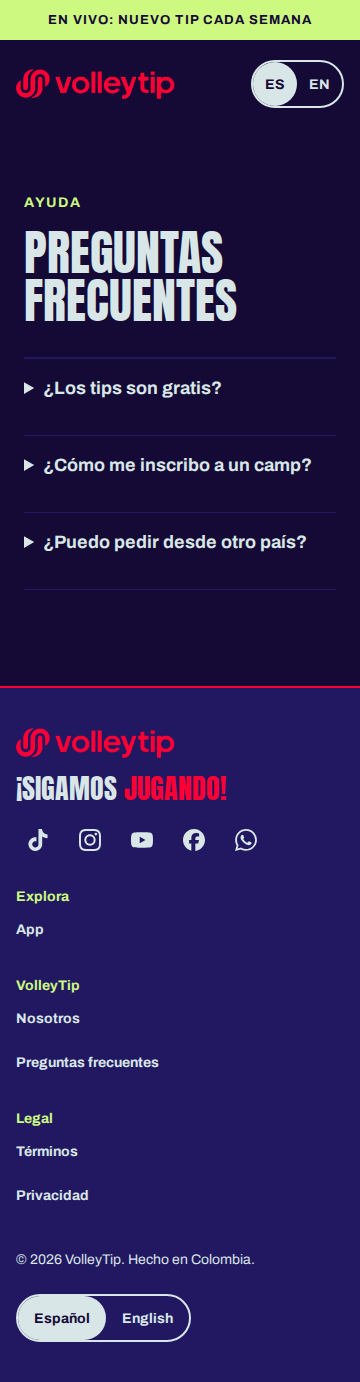 EN VIVO: NUEVO TIP CADA SEMANA
volleytip
ES EN
AYUDA
PREGUNTAS
FRECUENTES
¿Los tips son gratis?
¿Cómo me inscribo a un camp?
¿Puedo pedir desde otro país?
volleytip
¡SIGAMOS JUGANDO!
Explora
App
VolleyTip
Nosotros
Preguntas frecuentes
Legal
Términos
Privacidad
© 2026 VolleyTip. Hecho en Colombia.
Español English